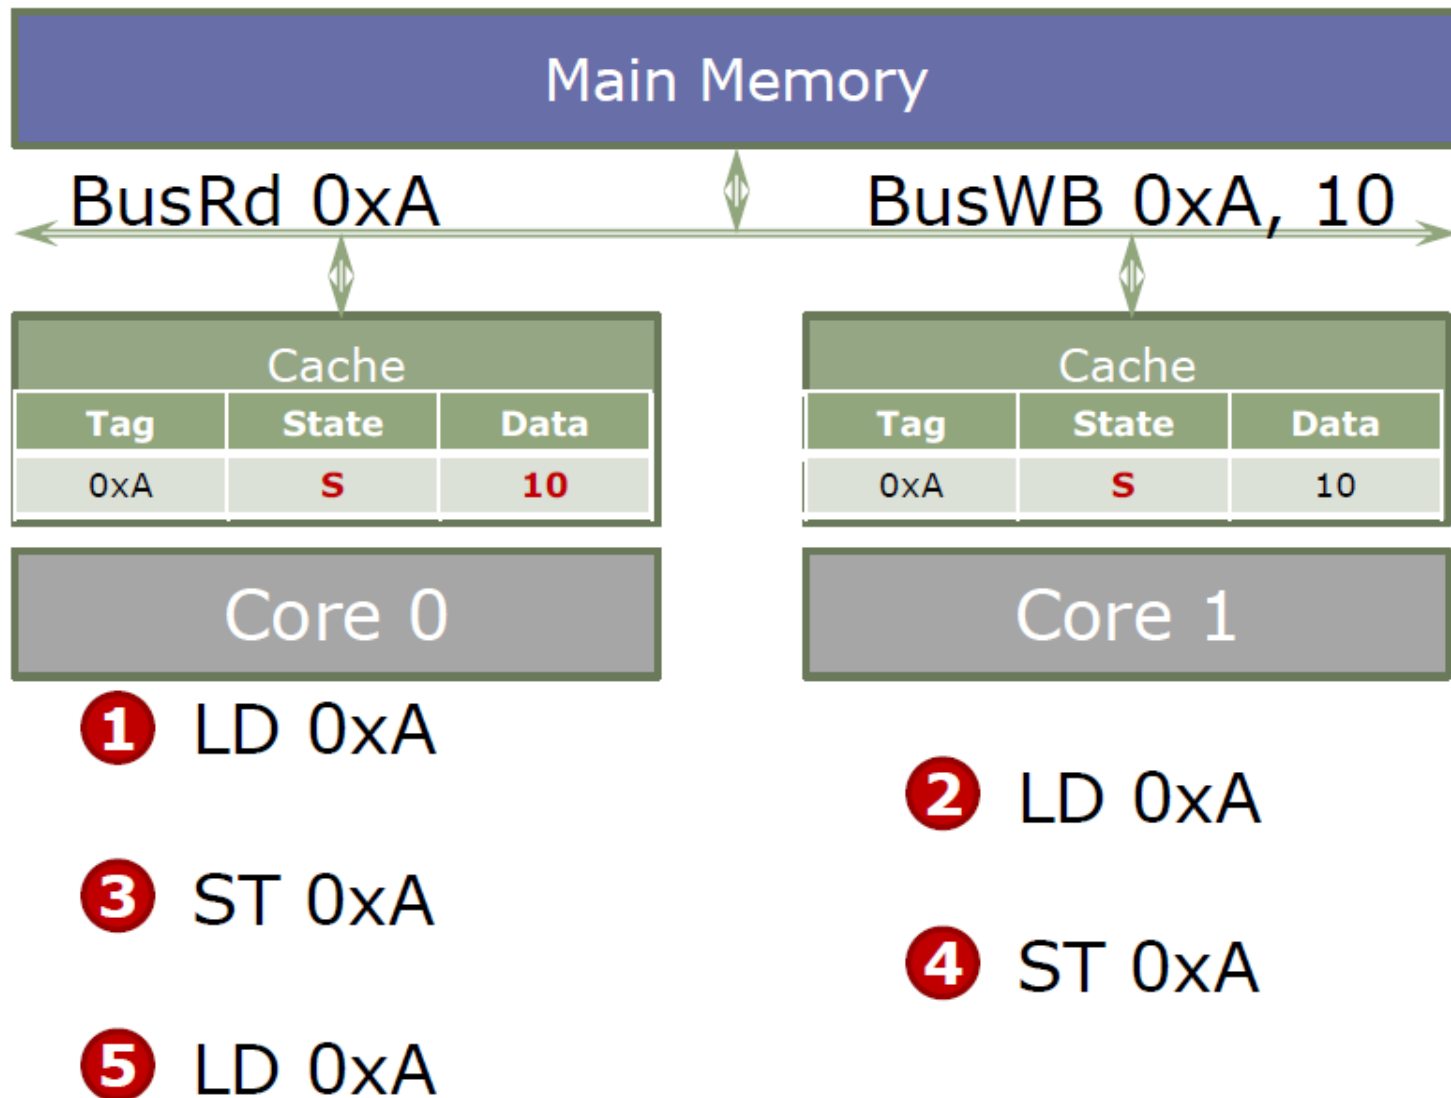 Main Memory
BusRd 0xA
BusWB 0xA, 10
Cache
Tag State Data
0xA S 10
Cache
Tag State Data
0xA S 10
Core 0
Core 1
1 LD 0xA
2 LD 0xA
3 ST 0xA
4 ST 0xA
5 LD 0xA